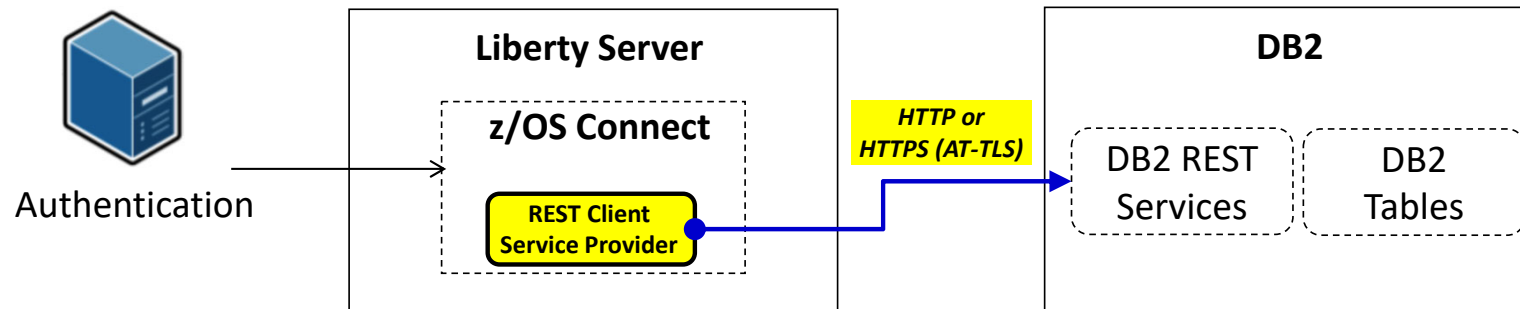 Authentication
Liberty Server
z/OS Connect
REST Client
Service Provider
HTTP or
HTTPS (AT-TLS)
DB2
DB2 REST
Services
DB2
Tables